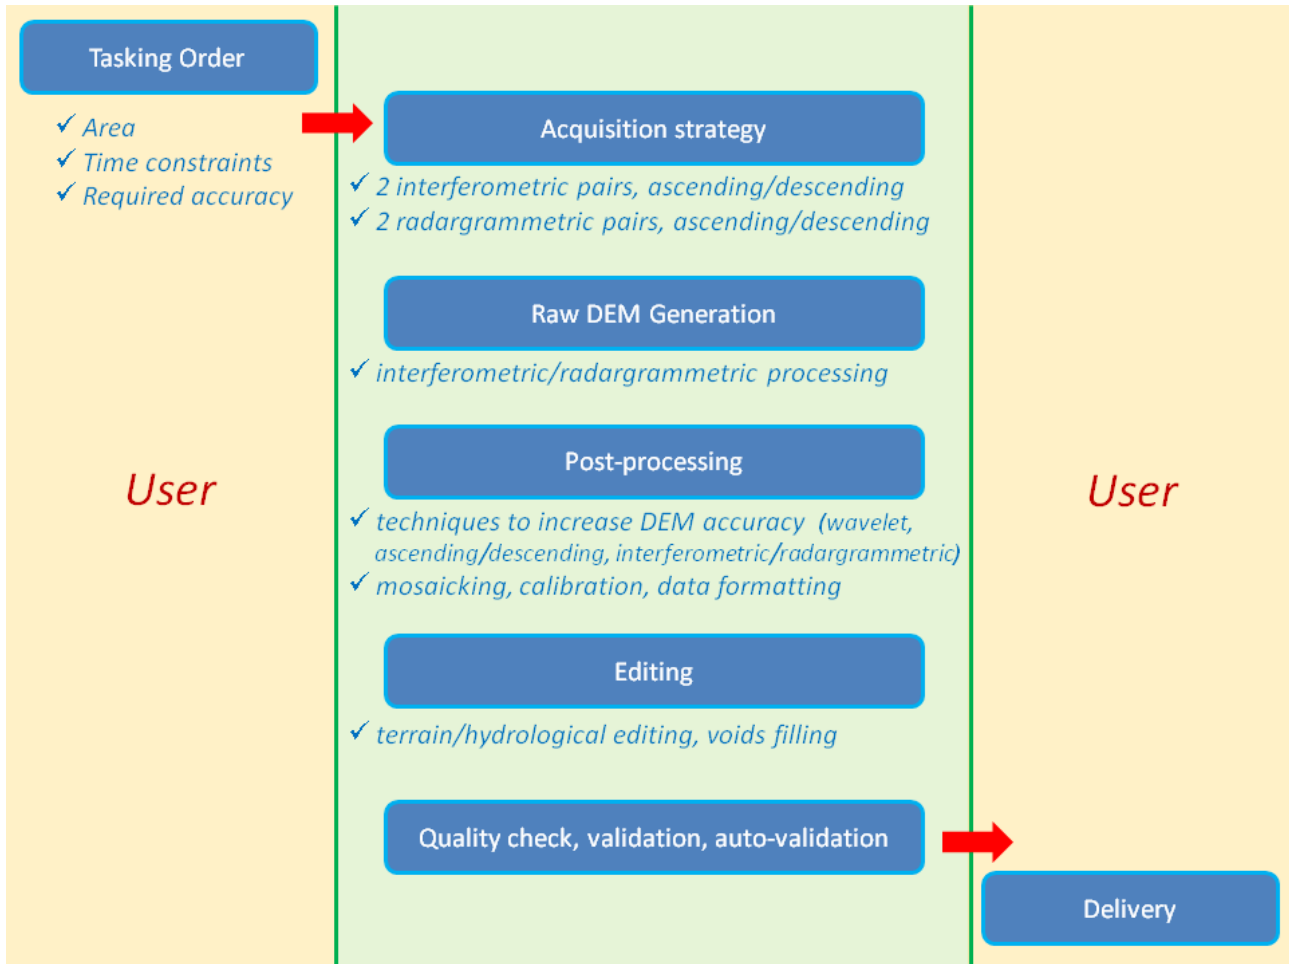 Tasking Order
✓ Area
✓ Time constraints
✓ Required accuracy
User
Acquisition strategy
✓ 2 interferometric pairs, ascending/descending
✓ 2 radargrammetric pairs, ascending/descending
Raw DEM Generation
✓ interferometric/radargrammetric processing
Post-processing
✓ techniques to increase DEM accuracy (wavelet,
ascending/descending, interferometric/radargrammetric)
✓ mosaicking, calibration, data formatting
Editing
✓ terrain/hydrological editing, voids filling
Quality check, validation, auto-validation
User
Delivery